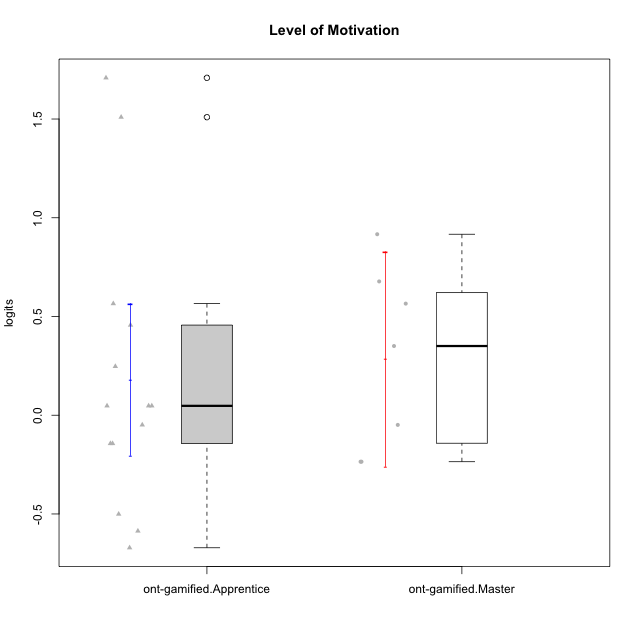 Level of Motivation
logits
1.5
1.0
0.5
0.0
-0.5
ont-gamified.Apprentice
ont-gamified.Master